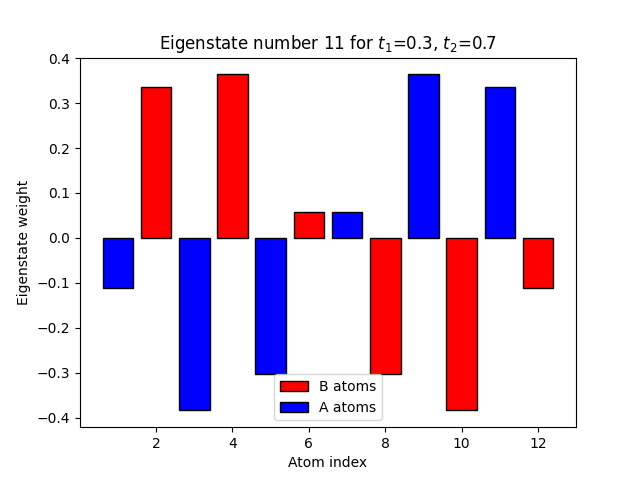 Eigenstate number 11 for t₁=0.3, t₂=0.7
Eigenstate weight
0.4
0.3
0.2
0.1
0.0
−0.1
−0.2
−0.3
−0.4
B atoms
A atoms
2 4 6 8 10 12
Atom index